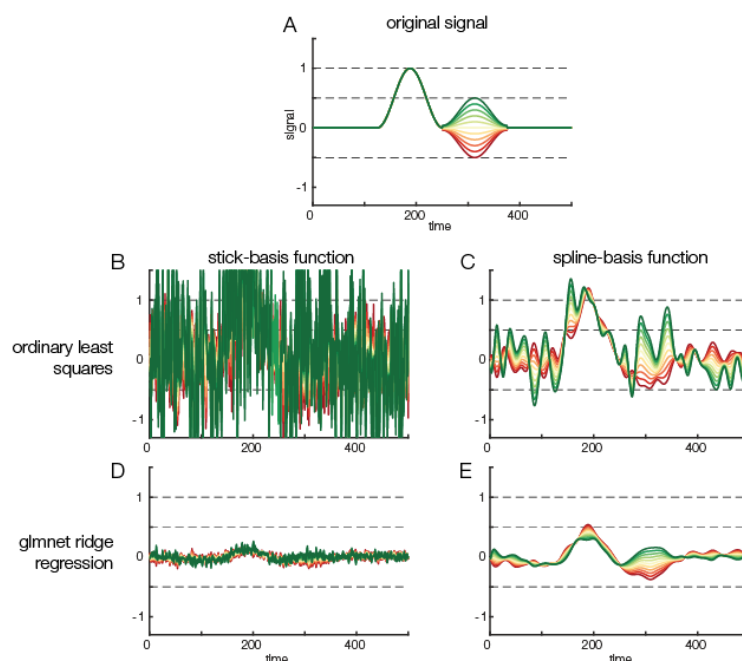 A
original signal
1
0
-1
signal
0
200
400
time
B
stick-basis function
C
spline-basis function
ordinary least
squares
1
0
-1
0
200
400
1
0
-1
0
200
400
D
E
glmnet ridge
regression
1
0
-1
0
200
400
time
1
0
-1
0
200
400
time